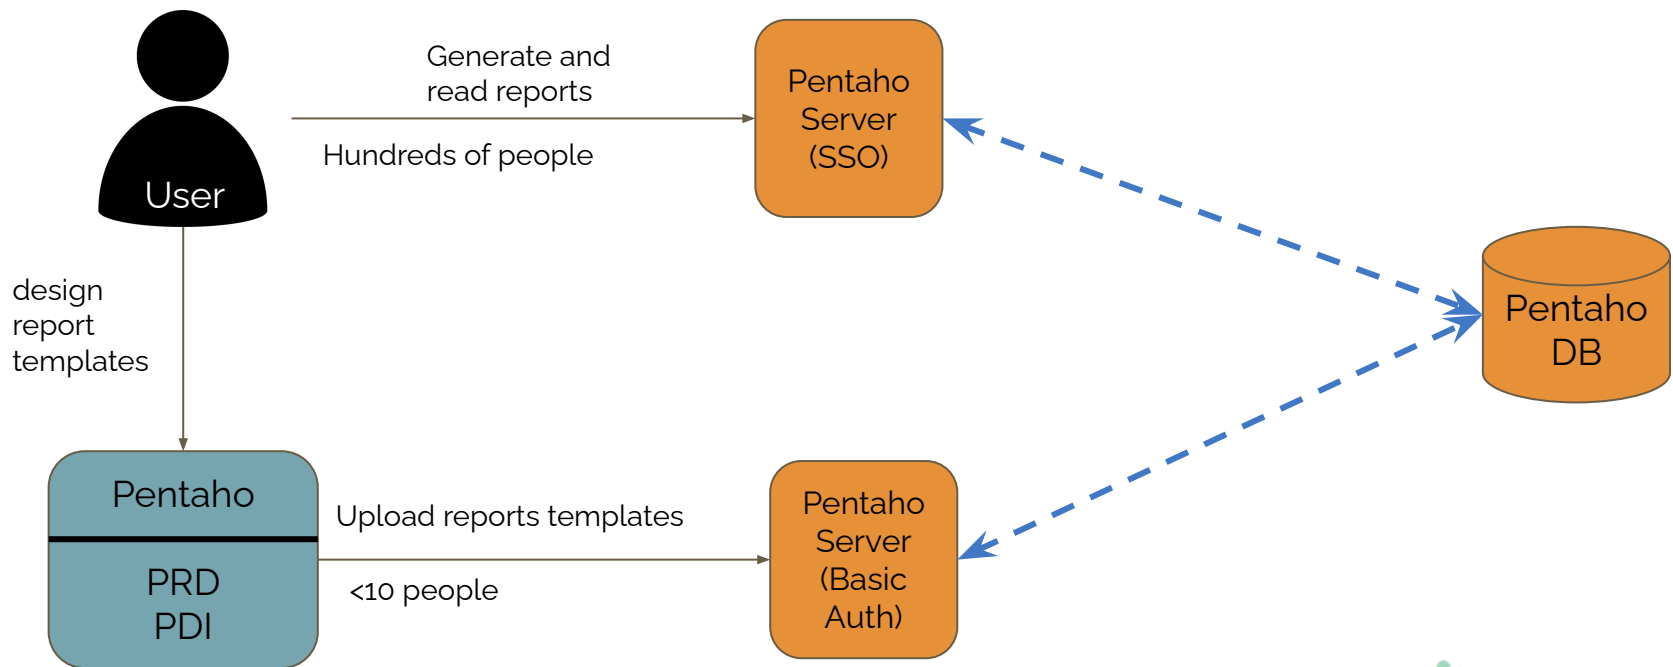 Generate and
read reports
Hundreds of people
User
Pentaho
Server
(SSO)
design
report
templates
Pentaho
DB
Pentaho
PRD
PDI
Upload reports templates
<10 people
Pentaho
Server
(Basic
Auth)